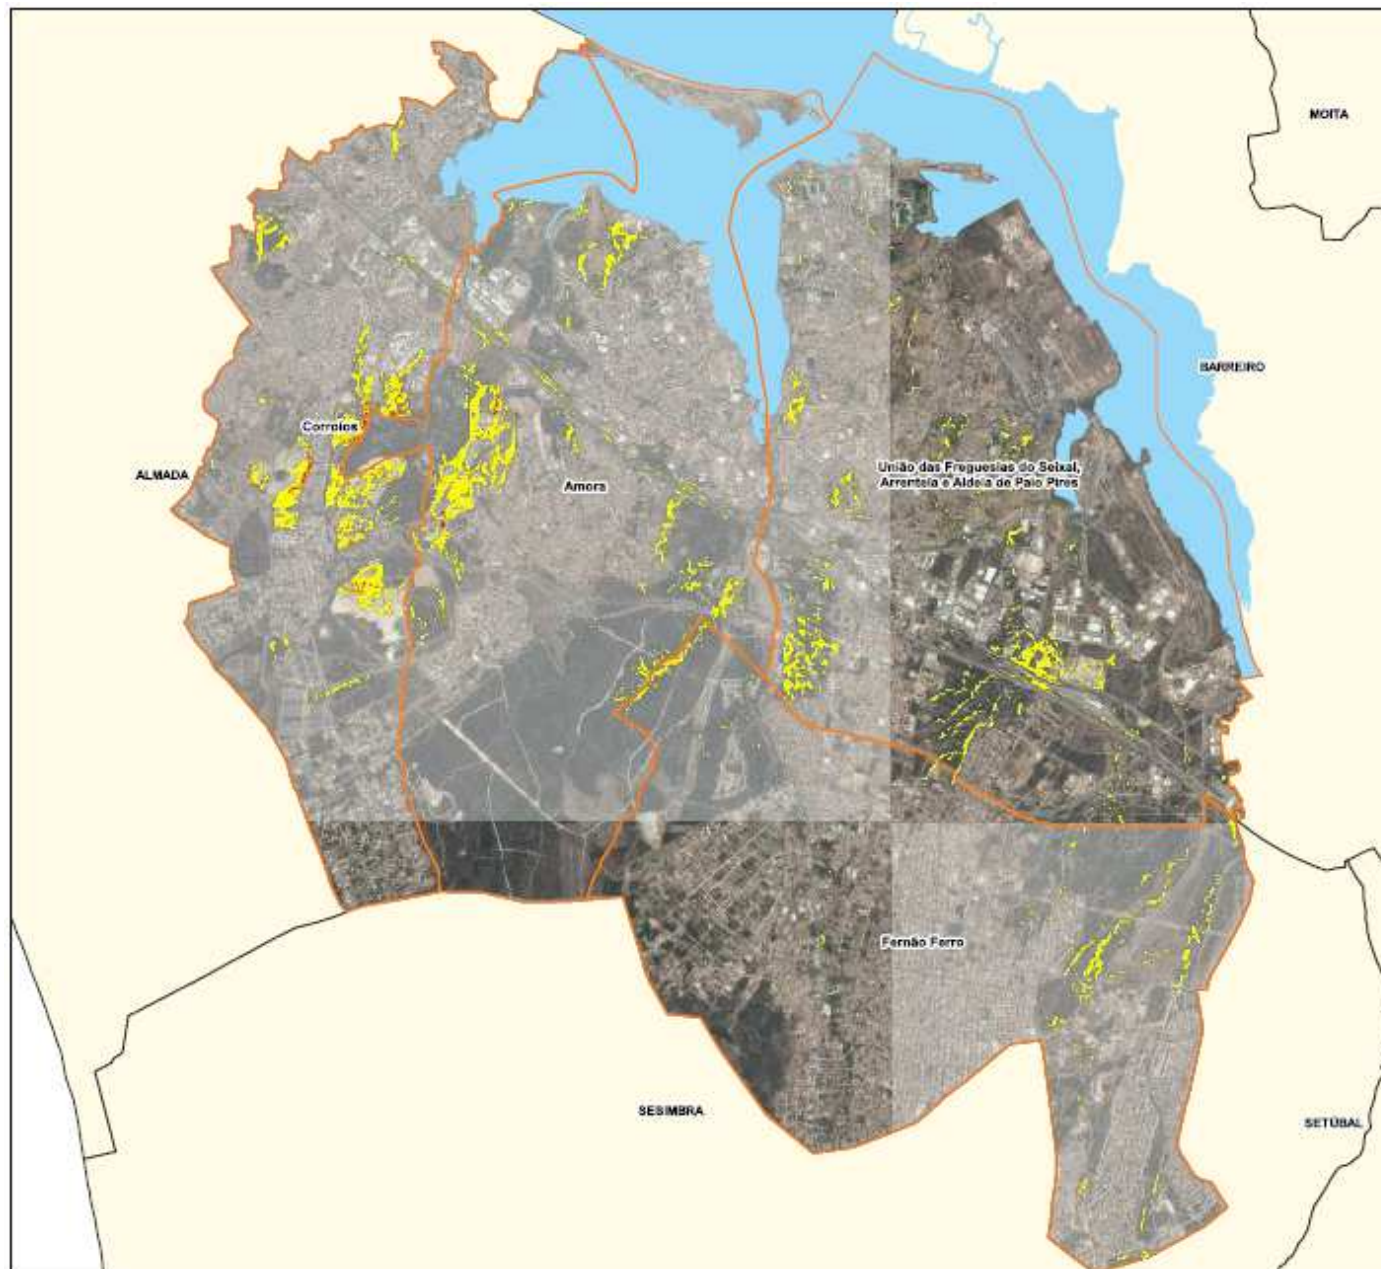 MOITA
BARREIRO
Corroios
ALMADA
Amora
União das Freguesias do Seixal,
Arrentela e Aldeia de Paio Pires
Fernão Ferro
SESIMBRA
SETÚBAL